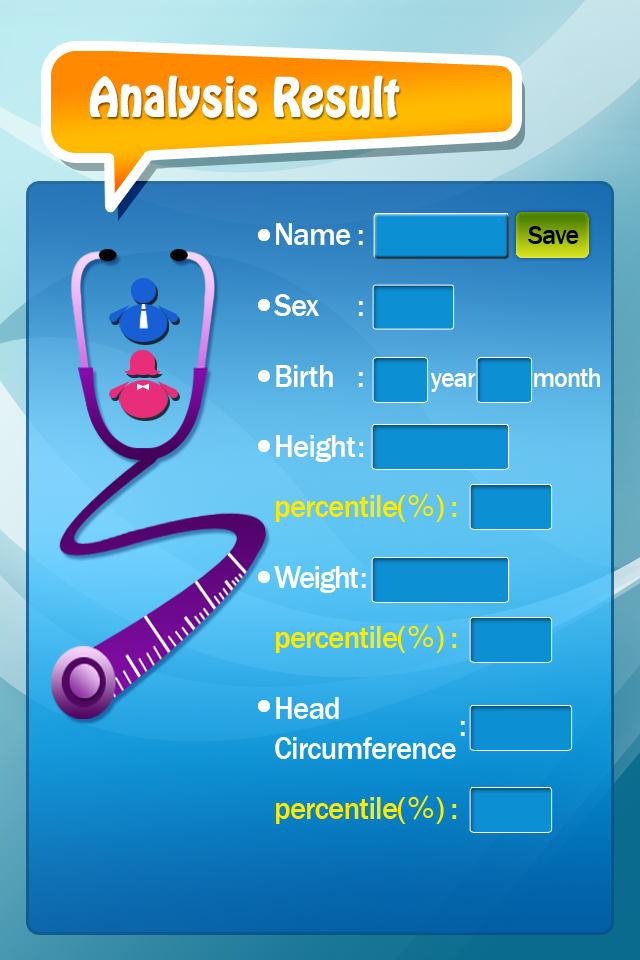 Analysis Result
•Name : Save
•Sex :
•Birth : year month
•Height:
percentile(%) :
•Weight:
percentile(%) :
•Head
Circumference :
percentile(%) :